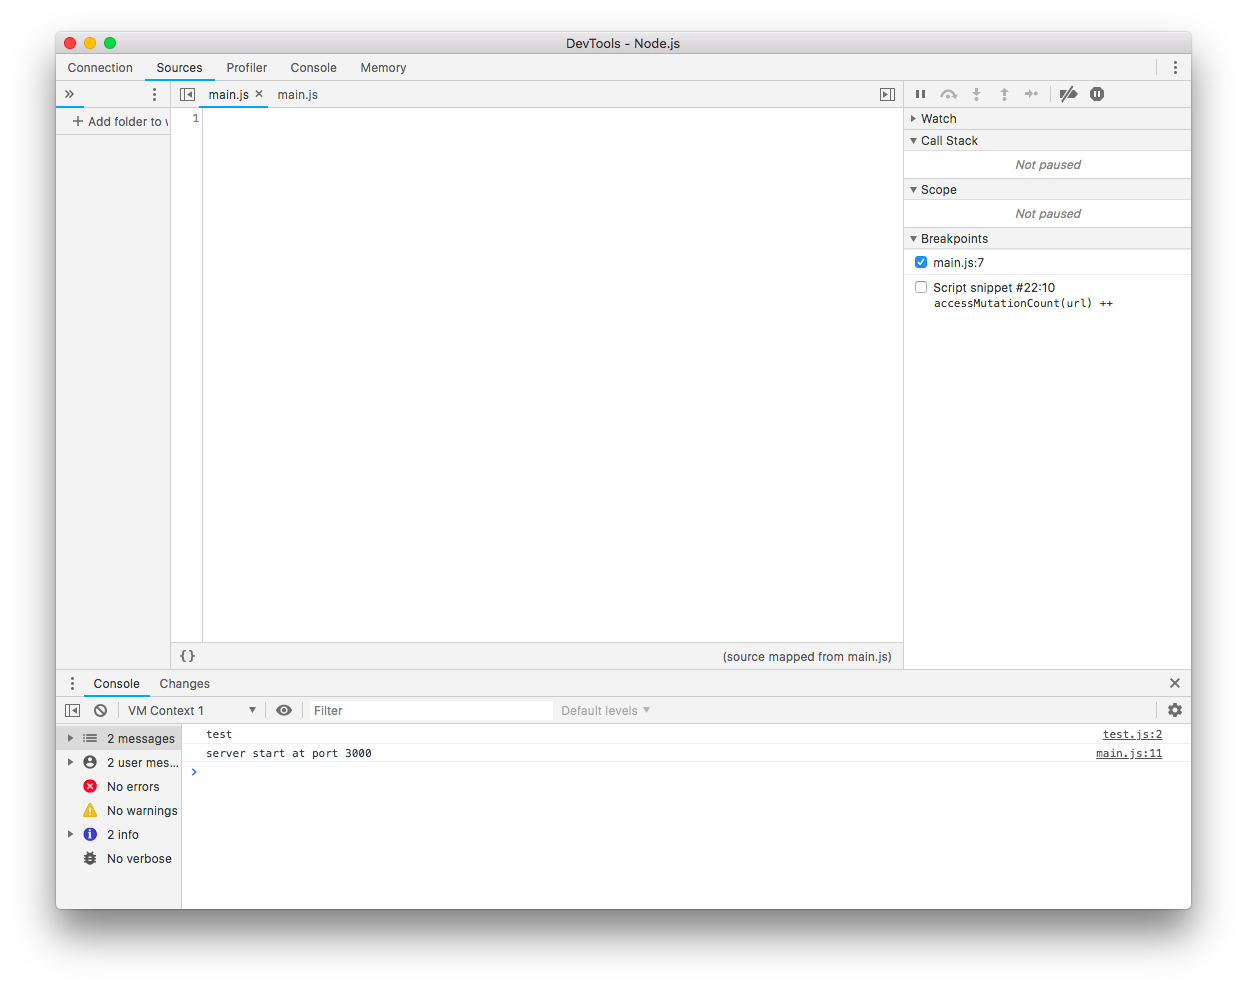 DevTools - Node.js
Connection Sources Profiler Console Memory
main.js × main.js
+ Add folder to w
1
{ } (source mapped from main.js)
Watch
Call Stack
Not paused
Scope
Not paused
Breakpoints
main.js:7
Script snippet #22:10
accessMutationCount(url) ++
Console Changes
VM Context 1 Filter Default levels
2 messages
2 user mes...
No errors
No warnings
2 info
No verbose
test test.js:2
server start at port 3000 main.js:11